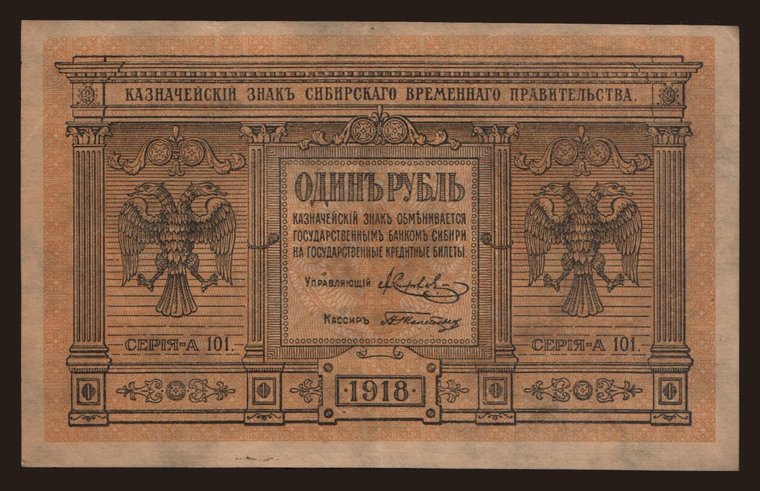 КАЗНАЧЕЙСКІЙ ЗНАКЪ СИБИРСКАГО ВРЕМЕННАГО ПРАВИТЕЛЬСТВА.
ОДИНЪ РУБЛЬ
КАЗНАЧЕЙСКІЙ ЗНАКЪ ОБМѢНИВАЕТСЯ
ГОСУДАРСТВЕННЫМЪ БАНКОМЪ СИБИРИ
НА ГОСУДАРСТВЕННЫЕ КРЕДИТНЫЕ БИЛЕТЫ.
УПРАВЛЯЮЩІЙ
КАССИРЪ
СЕРІЯ-А 101.
СЕРІЯ-А 101.
·1918·